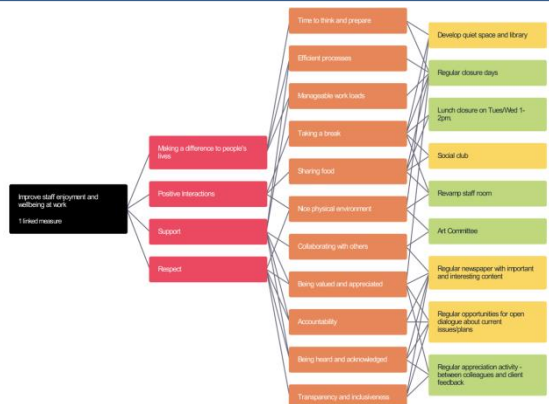 Improve staff enjoyment and
wellbeing at work
1 linked measure
Making a difference to people's
lives
Positive Interactions
Support
Respect
Time to think and prepare
Efficient processes
Manageable work loads
Taking a break
Sharing food
Nice physical environment
Collaborating with others
Being valued and appreciated
Accountability
Being heard and acknowledged
Transparency and inclusiveness
Develop quiet space and library
Regular closure days
Lunch closure on Tues/Wed 1-
2pm.
Social club
Revamp staff room
Art Committee
Regular newspaper with important
and interesting content
Regular opportunities for open
dialogue about current
issues/plans
Regular appreciation activity -
between colleagues and client
feedback